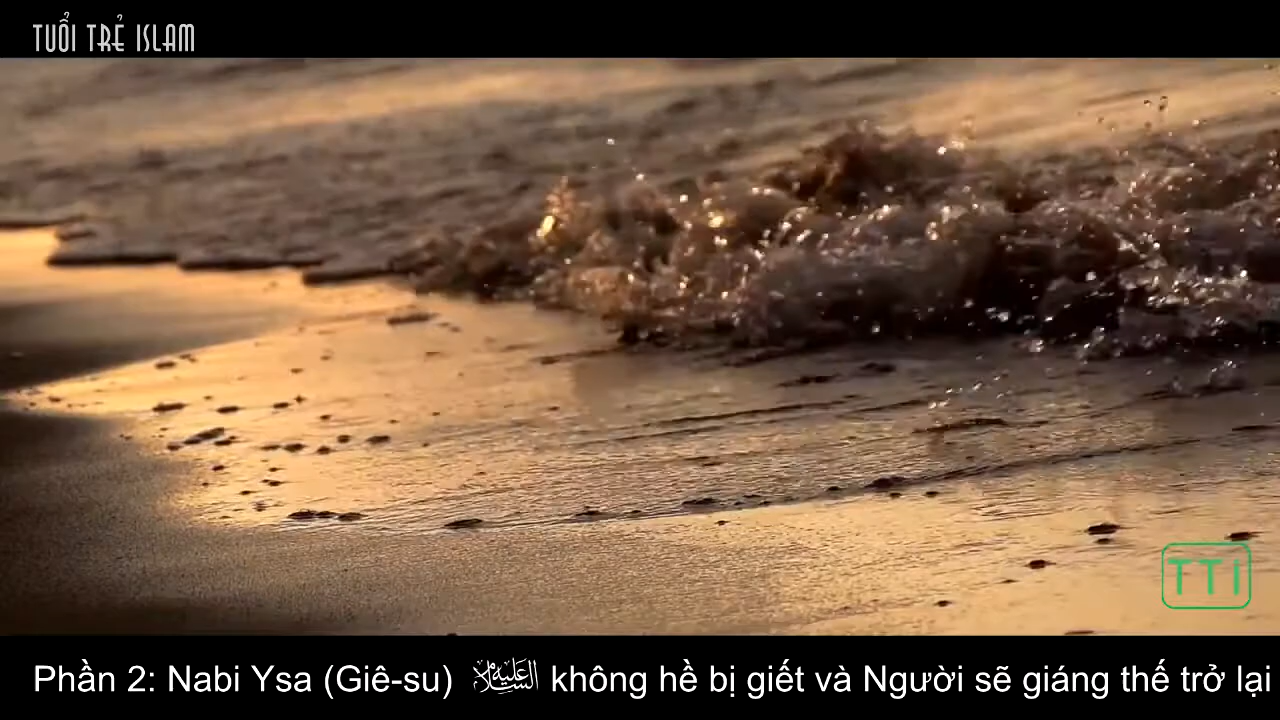 TUỔI TRẺ ISLAM
TTI
Phần 2: Nabi Ysa (Giê-su) عليه السلام không hề bị giết và Người sẽ giáng thế trở lại